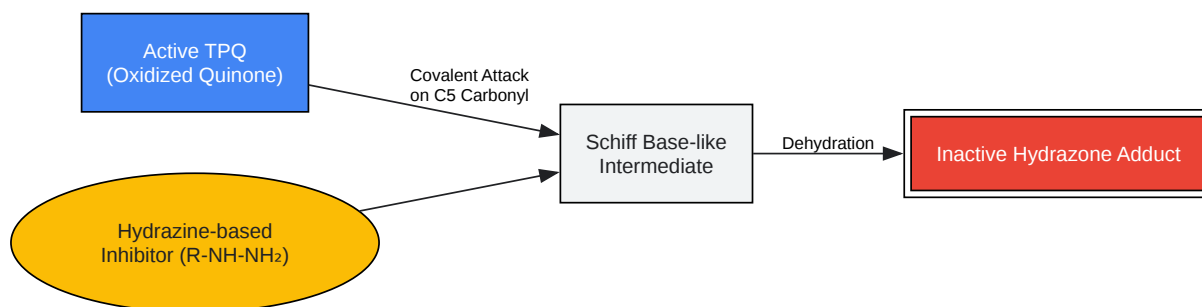 Active TPQ
(Oxidized Quinone)
Covalent Attack
on C5 Carbonyl
Hydrazine-based
Inhibitor (R-NH-NH₂)
Schiff Base-like
Intermediate
Dehydration
Inactive Hydrazone Adduct